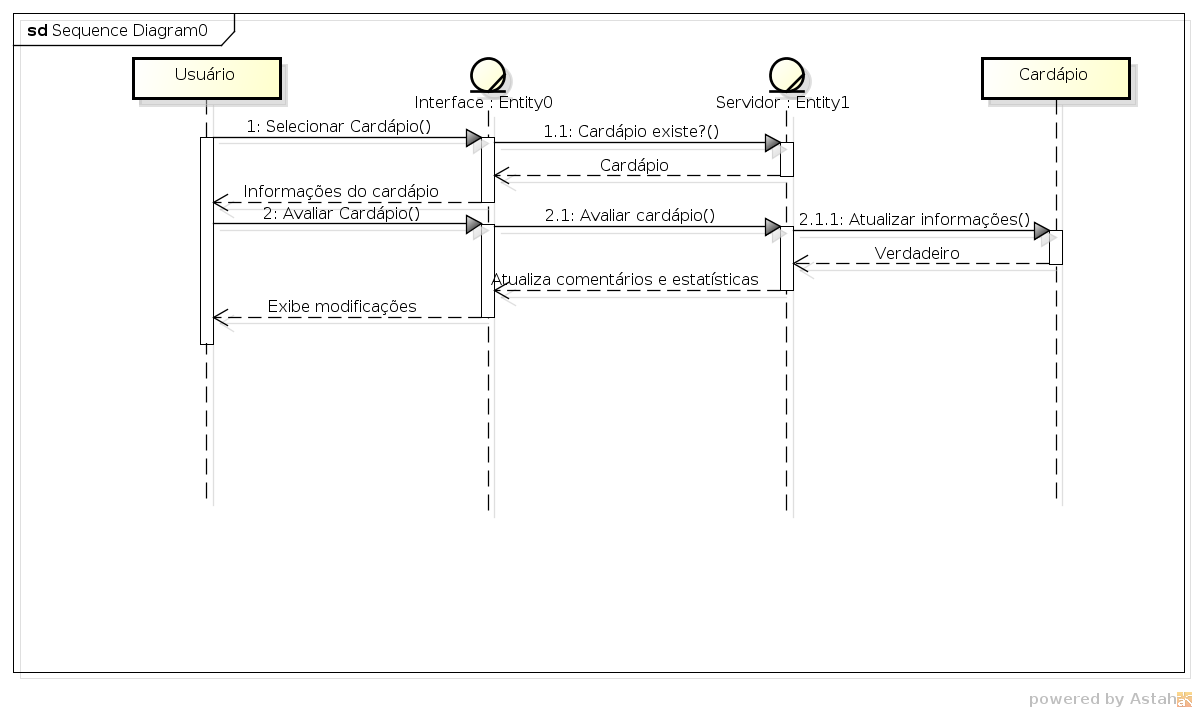 sd Sequence Diagram0
Usuário
Cardápio
Interface : Entity0
Servidor : Entity1
1: Selecionar Cardápio()
1.1: Cardápio existe?()
Cardápio
Informações do cardápio
2: Avaliar Cardápio()
2.1: Avaliar cardápio()
2.1.1: Atualizar informações()
Verdadeiro
Atualiza comentários e estatísticas
Exibe modificações
powered by Astah